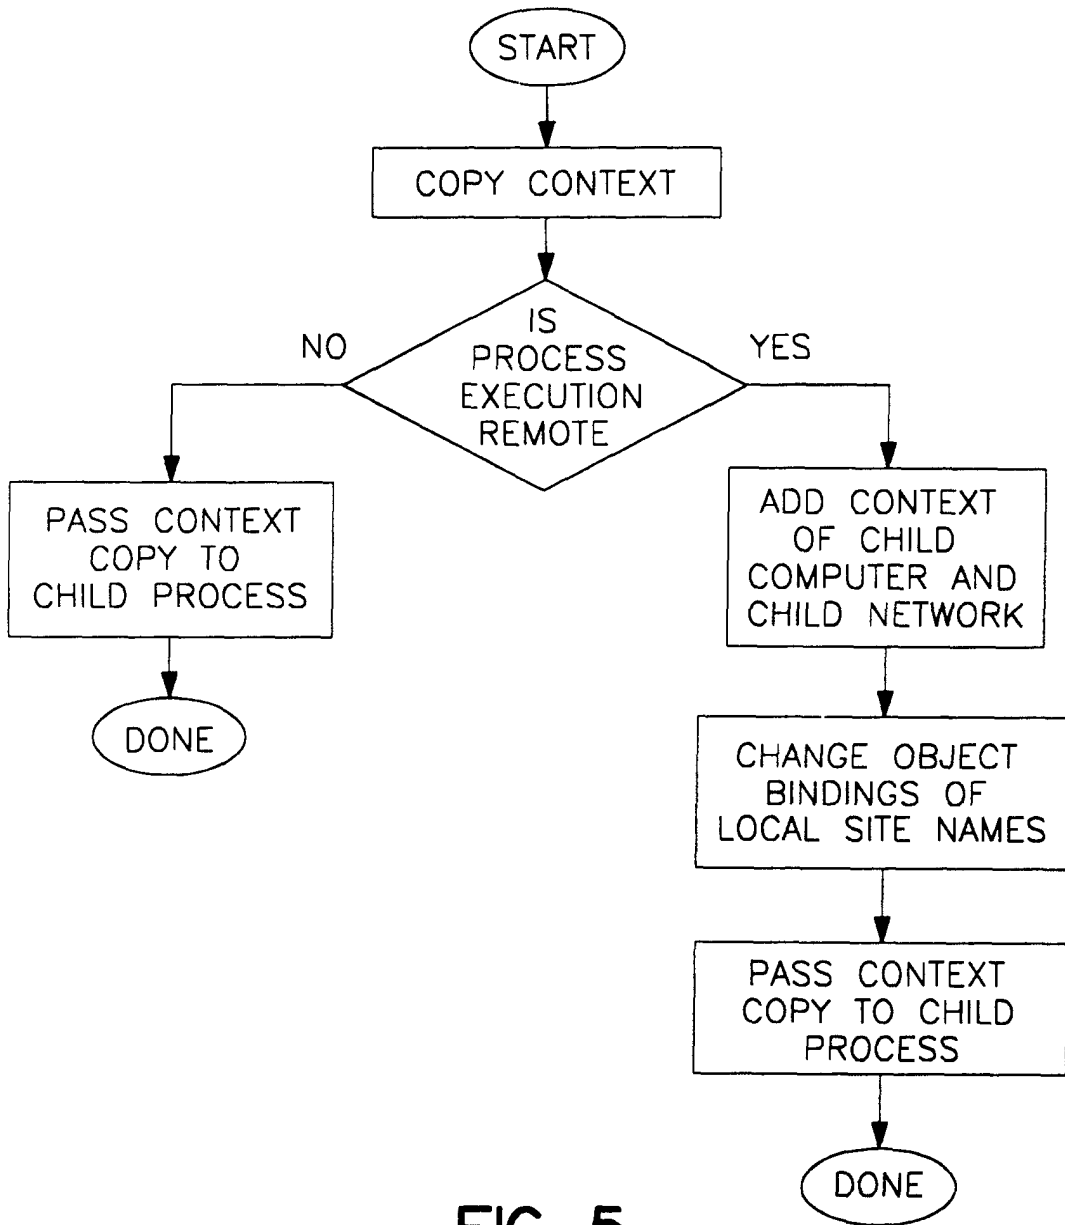 START
COPY CONTEXT
IS
PROCESS
EXECUTION
REMOTE
NO
YES
PASS CONTEXT
COPY TO
CHILD PROCESS
DONE
ADD CONTEXT
OF CHILD
COMPUTER AND
CHILD NETWORK
CHANGE OBJECT
BINDINGS OF
LOCAL SITE NAMES
PASS CONTEXT
COPY TO CHILD
PROCESS
DONE
FIG. 5